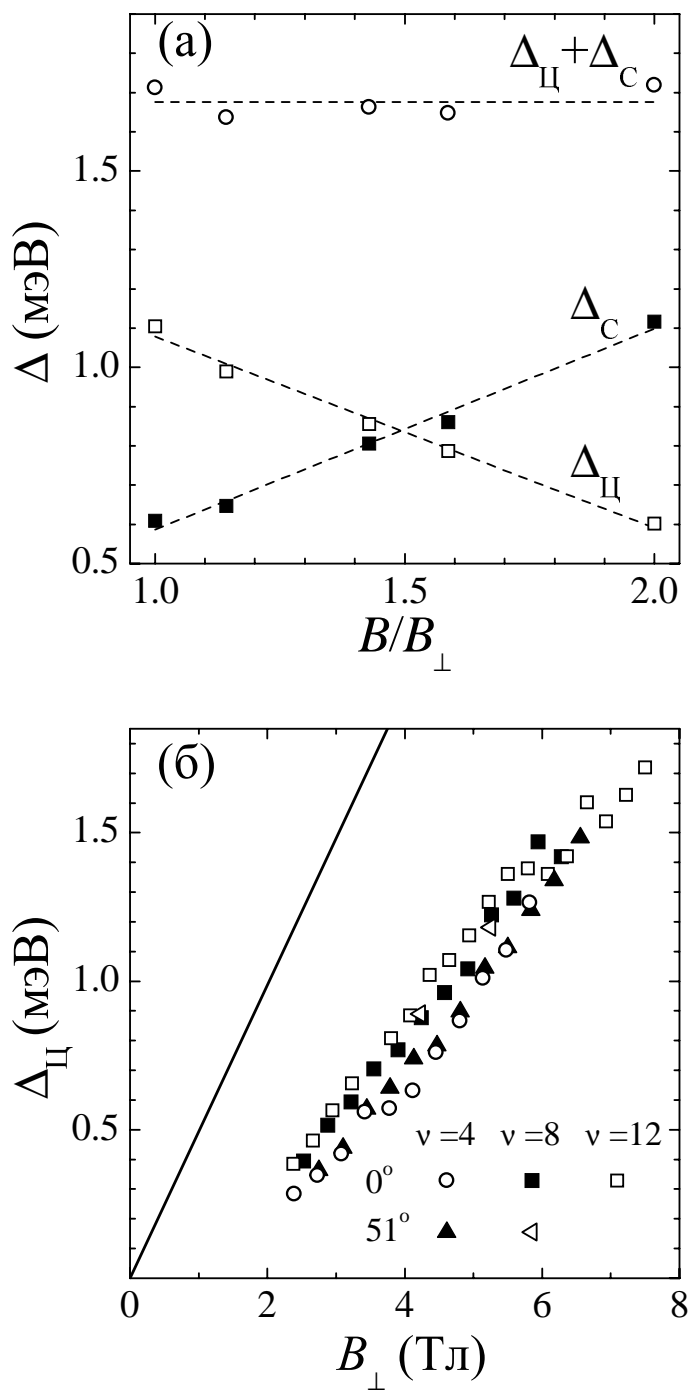 (а)
Δ_Ц+Δ_С
1.5
Δ_С
1.0
Δ (мэВ)
Δ_Ц
0.5
1.0 1.5 2.0
B/B_⊥
(б)
1.5
1.0
Δ_Ц (мэВ)
0.5
ν =4 ν =8 ν =12
0°
51°
0 2 4 6 8
B_⊥ (Тл)